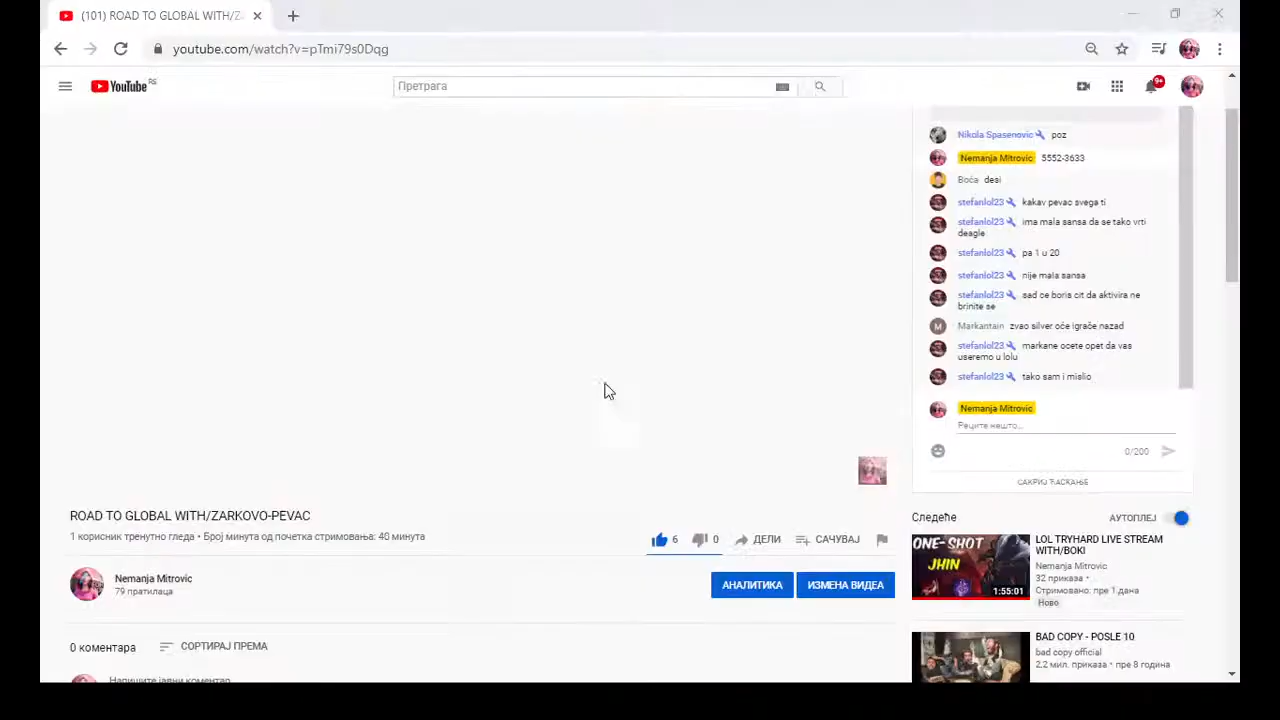 (101) ROAD TO GLOBAL WITH/Z
youtube.com/watch?v=pTmi79s0Dqg
YouTube RS
Претрага
9+
Nikola Spasenovic poz
Nemanja Mitrovic 5552-3633
Boća desi
stefanlol23 kakav pevac svega ti
stefanlol23 ima mala sansa da se tako vrti
deagle
stefanlol23 pa 1 u 20
stefanlol23 nije mala sansa
stefanlol23 sad ce boris cit da aktivira ne
brinite se
M Markantain zvao silver oće igrače nazad
stefanlol23 markane ocete opet da vas
useremo u lolu
stefanlol23 tako sam i mislio
Nemanja Mitrovic
Реците нешто...
0/200
САКРИЈ ЋАСКАЊЕ
ROAD TO GLOBAL WITH/ZARKOVO-PEVAC
1 корисник тренутно гледа • Број минута од почетка стримовања: 40 минута
6 0 ДЕЛИ САЧУВАЈ
Nemanja Mitrovic
79 пратилаца
АНАЛИТИКА ИЗМЕНА ВИДЕА
0 коментара СОРТИРАЈ ПРЕМА
Напишите јавни коментар
Следеће АУТОПЛЕЈ
ONE-SHOT
JHIN
1:55:01
LOL TRYHARD LIVE STREAM
WITH/BOKI
Nemanja Mitrovic
32 приказа •
Стримовано: пре 1 дана
Ново
BAD COPY - POSLE 10
bad copy official
2,2 мил. приказа • пре 8 година